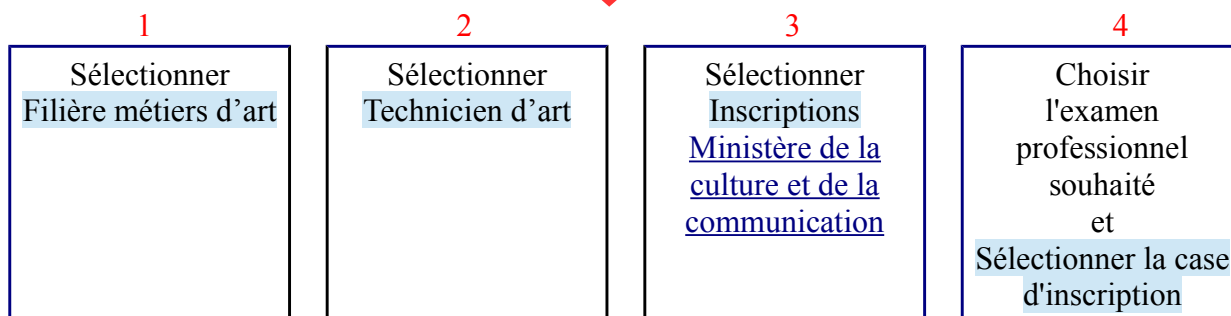 1
Sélectionner
Filière métiers d’art
2
Sélectionner
Technicien d’art
3
Sélectionner
Inscriptions
Ministère de la
culture et de la
communication
4
Choisir
l'examen
professionnel
souhaité
et
Sélectionner la case
d'inscription